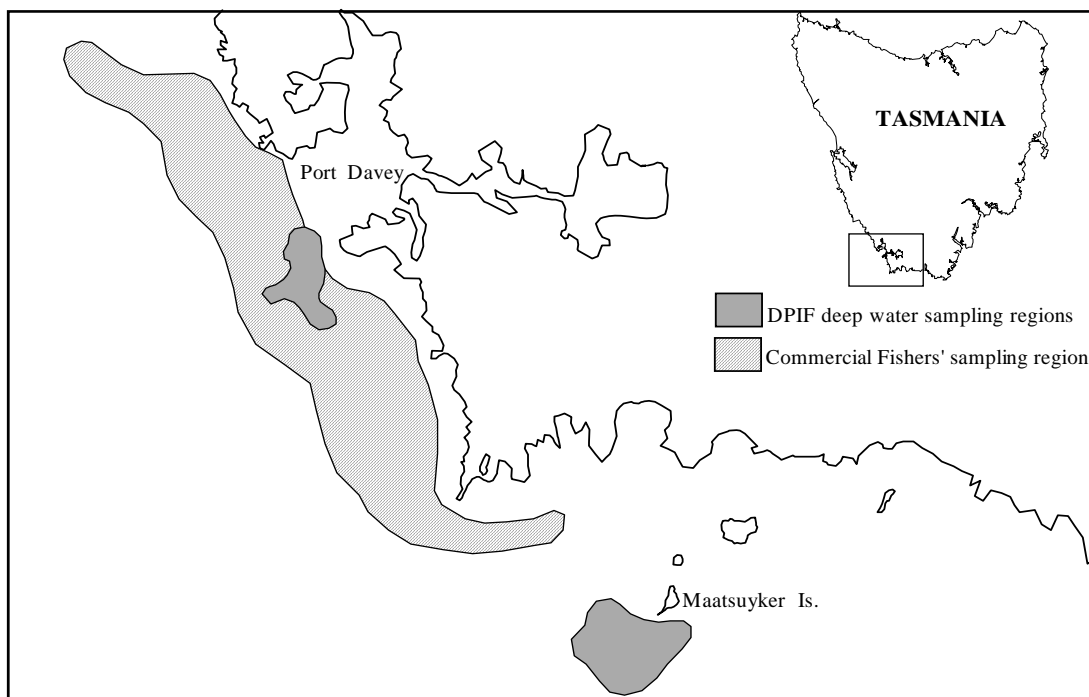 TASMANIA
Port Davey
DPIF deep water sampling regions
Commercial Fishers' sampling region
Maatsuyker Is.